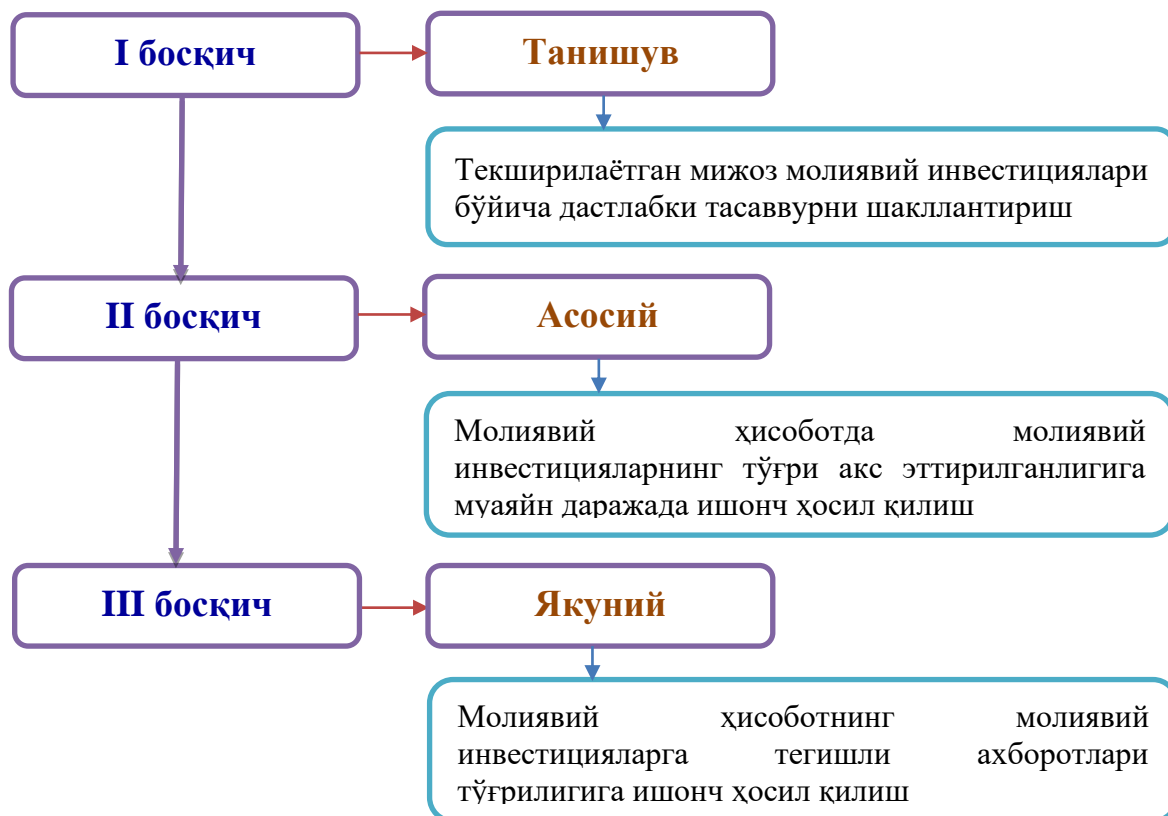 I босқич
Танишув
Текширилаётган мижоз молиявий инвестициялари
бўйича дастлабки тасаввурни шакллантириш
II босқич
Асосий
Молиявий ҳисоботда молиявий
инвестицияларнинг тўғри акс эттирилганлигига
муаяйн даражада ишонч ҳосил қилиш
III босқич
Якуний
Молиявий ҳисоботнинг молиявий
инвестицияларга тегишли ахборотлари
тўғрилигига ишонч ҳосил қилиш